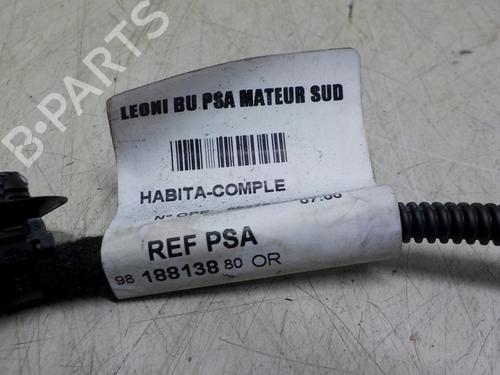 B-PARTS
LEONI BU PSA MATEUR SUD
HABITA-COMPLE
REF PSA
98 188138 80 OR